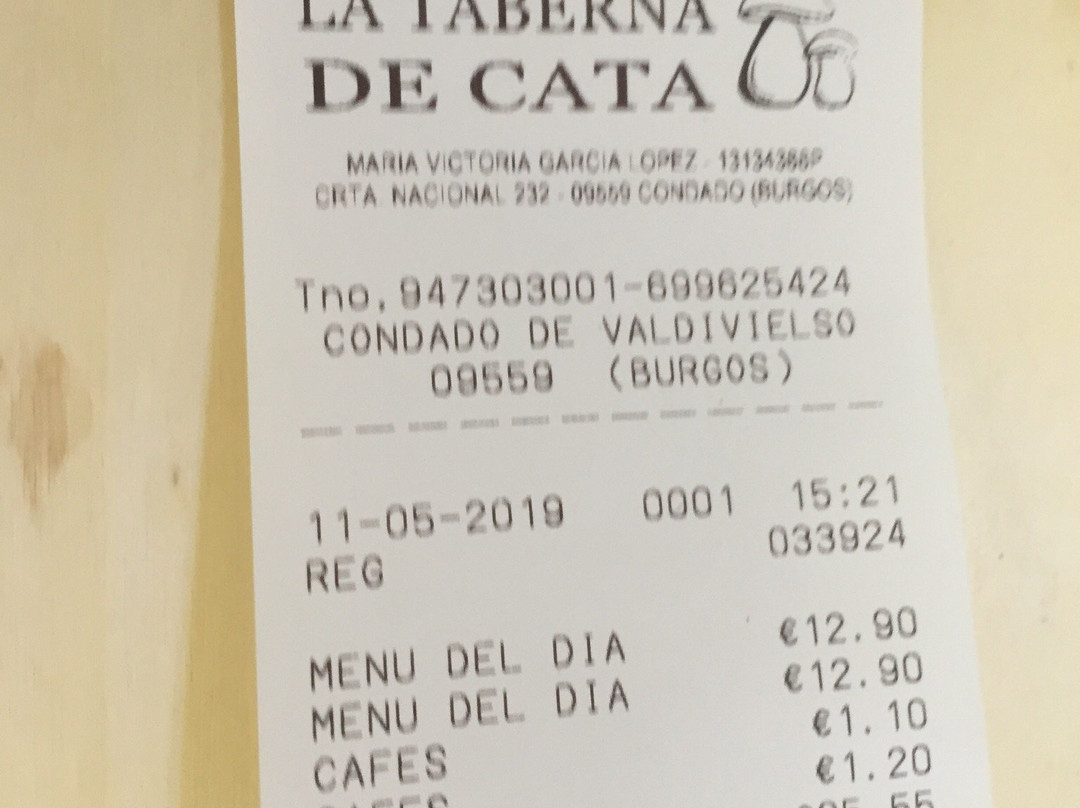 LA TABERNA
DE CATA
MARIA VICTORIA GARCIA LOPEZ - 13134386P
CRTA. NACIONAL 232 - 09559 CONDADO (BURGOS)
Tno.947303001-699625424
CONDADO DE VALDIVIELSO
09559 (BURGOS)
11-05-2019 0001 15:21
REG 033924
MENU DEL DIA €12.90
MENU DEL DIA €12.90
CAFES €1.10
CAFES €1.20